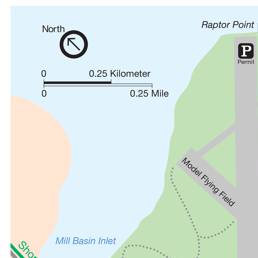 Raptor Point
North
P
Permit
0 0.25 Kilometer
0 0.25 Mile
Model Flying Field
Mill Basin Inlet